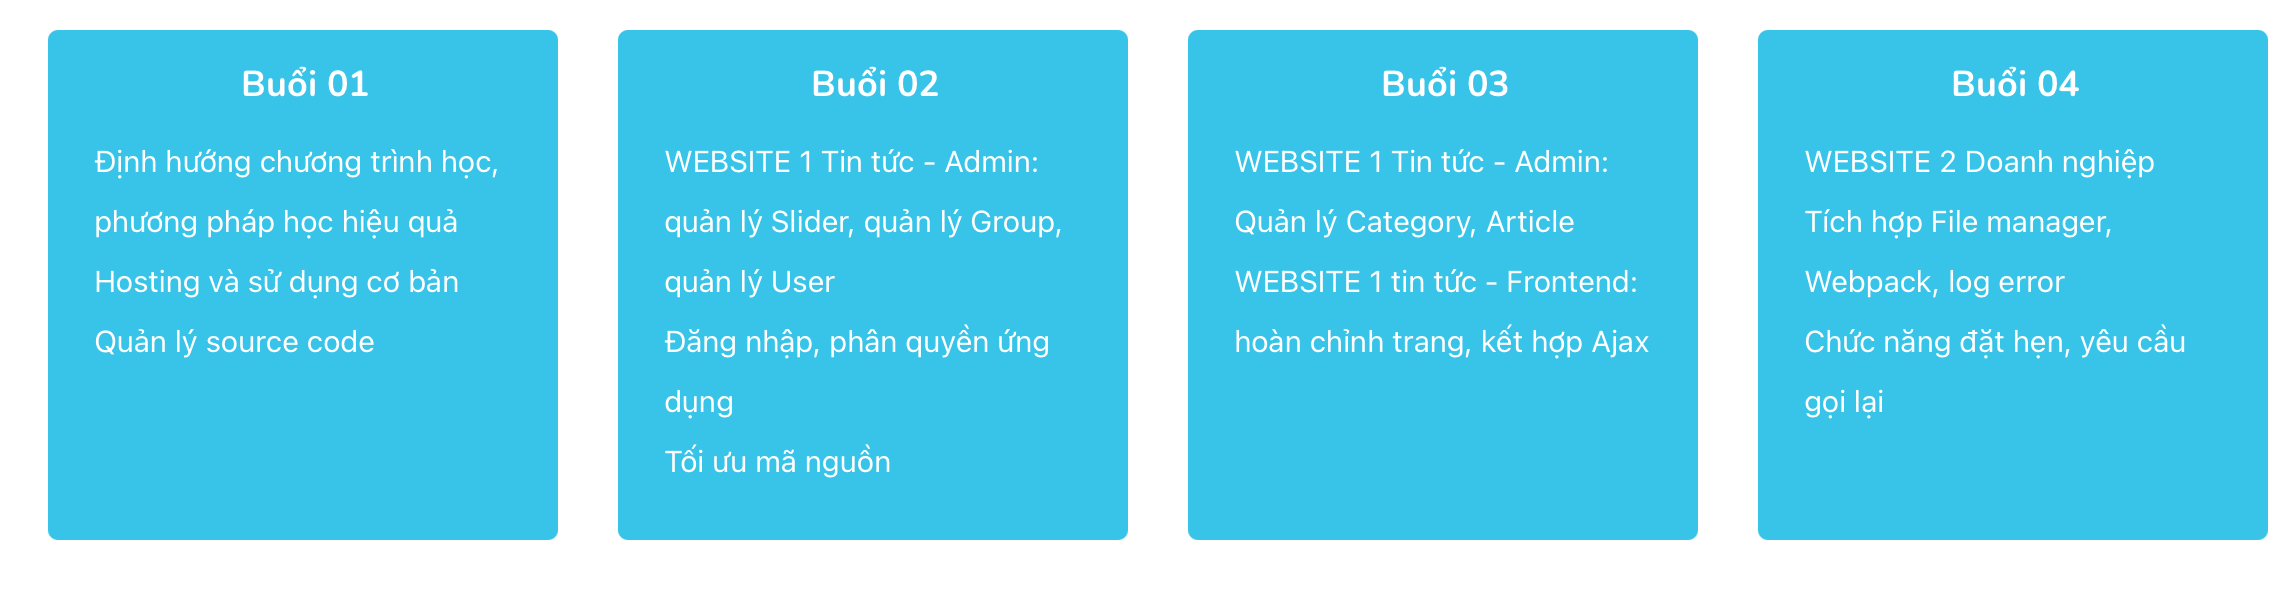 Buổi 01
Định hướng chương trình học,
phương pháp học hiệu quả
Hosting và sử dụng cơ bản
Quản lý source code
Buổi 02
WEBSITE 1 Tin tức - Admin:
quản lý Slider, quản lý Group,
quản lý User
Đăng nhập, phân quyền ứng
dụng
Tối ưu mã nguồn
Buổi 03
WEBSITE 1 Tin tức - Admin:
Quản lý Category, Article
WEBSITE 1 tin tức - Frontend:
hoàn chỉnh trang, kết hợp Ajax
Buổi 04
WEBSITE 2 Doanh nghiệp
Tích hợp File manager,
Webpack, log error
Chức năng đặt hẹn, yêu cầu
gọi lại